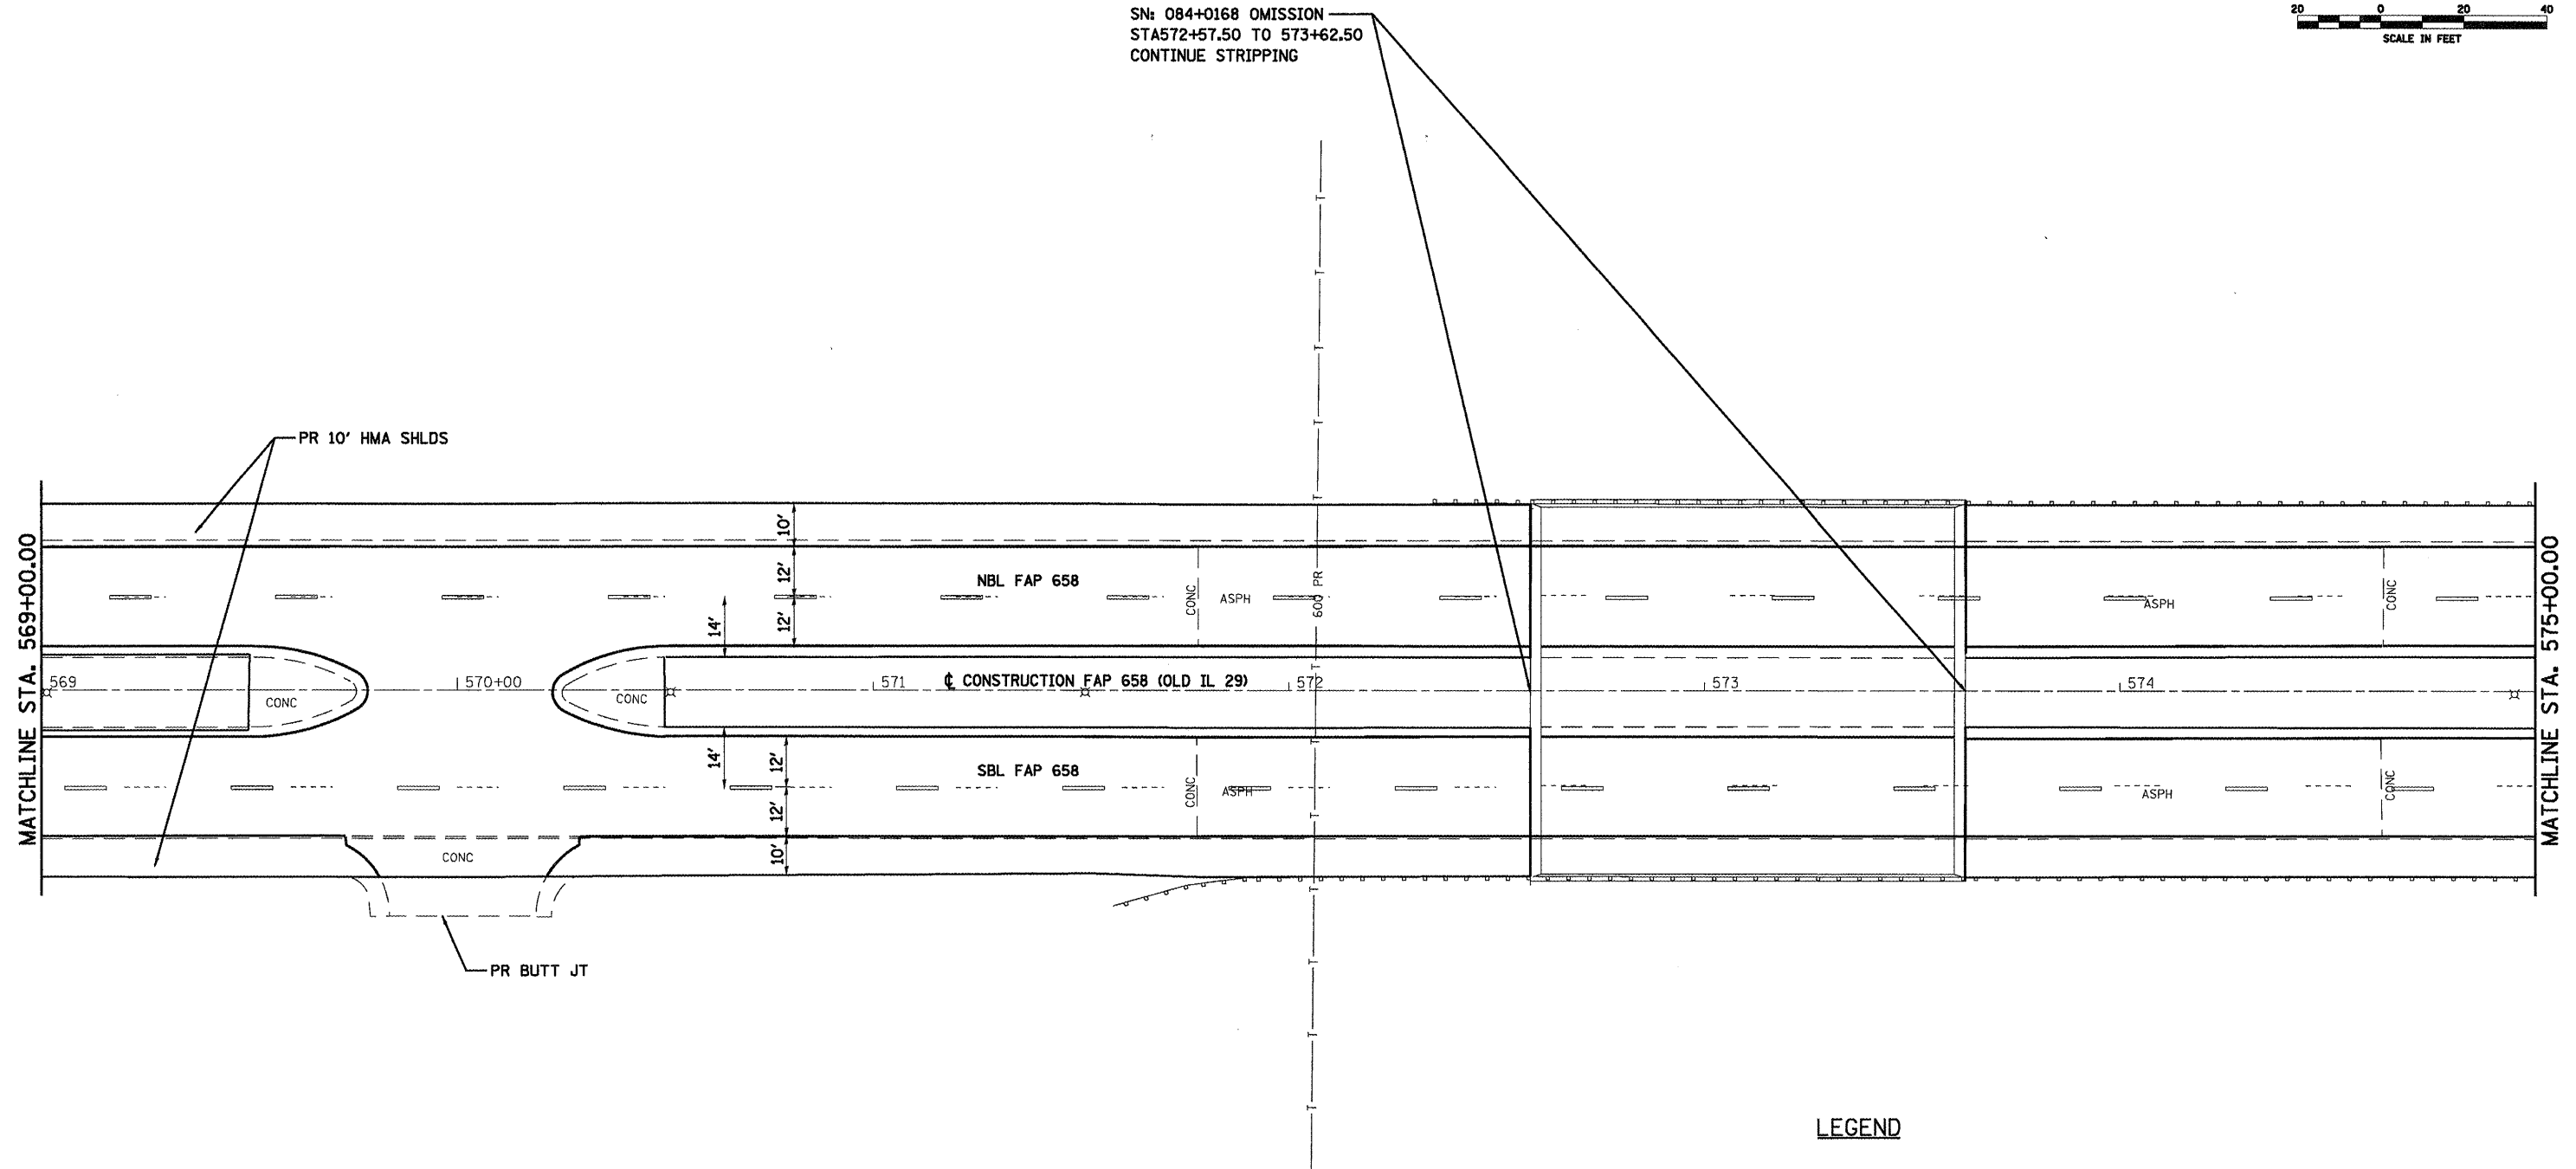 SN: 084+0168 OMISSION
STA572+57.50 TO 573+62.50
CONTINUE STRIPPING
20 0 20 40
SCALE IN FEET
PR 10' HMA SHLDS
MATCHLINE STA. 569+00.00
MATCHLINE STA. 575+00.00
10'
12'
12'
14'
NBL FAP 658
CONC
ASPH
600 PR
ASPH
CONC
569
CONC
570+00
CONC
571
℄ CONSTRUCTION FAP 658 (OLD IL 29)
572
573
574
14'
12'
12'
10'
SBL FAP 658
CONC
ASPH
ASPH
CONC
CONC
PR BUTT JT
T
T
T
T
T
T
T
T
T
T
T
T
LEGEND